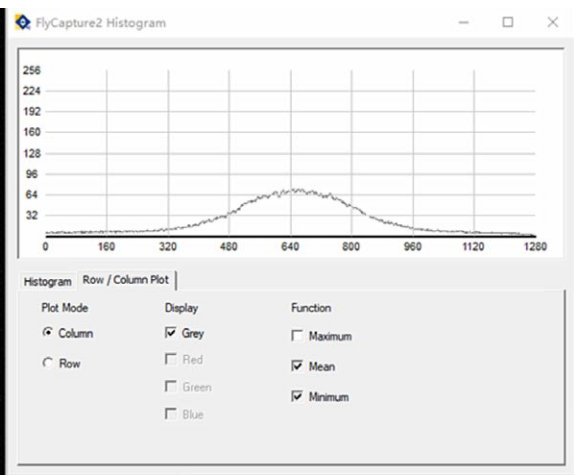 FlyCapture2 Histogram
256
224
192
160
128
96
64
32
0 160 320 480 640 800 960 1120 1280
Histogram Row / Column Plot
Plot Mode Display Function
Column Grey Maximum
Row Red Mean
Green Minimum
Blue